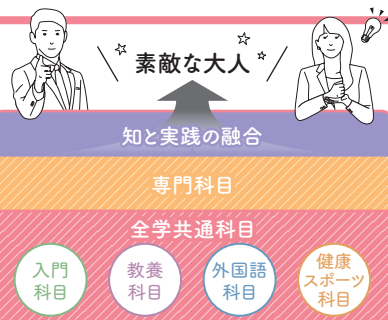 素敵な大人
知と実践の融合
専門科目
全学共通科目
入門
科目
教養
科目
外国語
科目
健康
スポーツ
科目